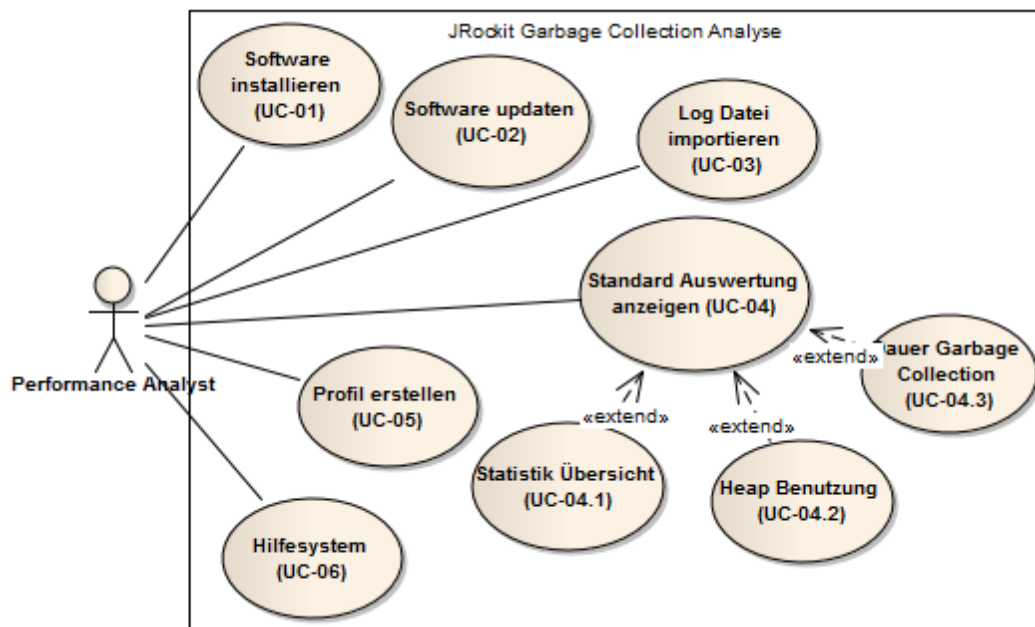 JRockit Garbage Collection Analyse
Software
installieren
(UC-01)
Software updaten
(UC-02)
Log Datei
importieren
(UC-03)
Standard Auswertung
anzeigen (UC-04)
Performance Analyst
Profil erstellen
(UC-05)
«extend»
«extend»
«extend»
Garbage
Collection
(UC-04.3)
Statistik Übersicht
(UC-04.1)
Heap Benutzung
(UC-04.2)
Hilfesystem
(UC-06)